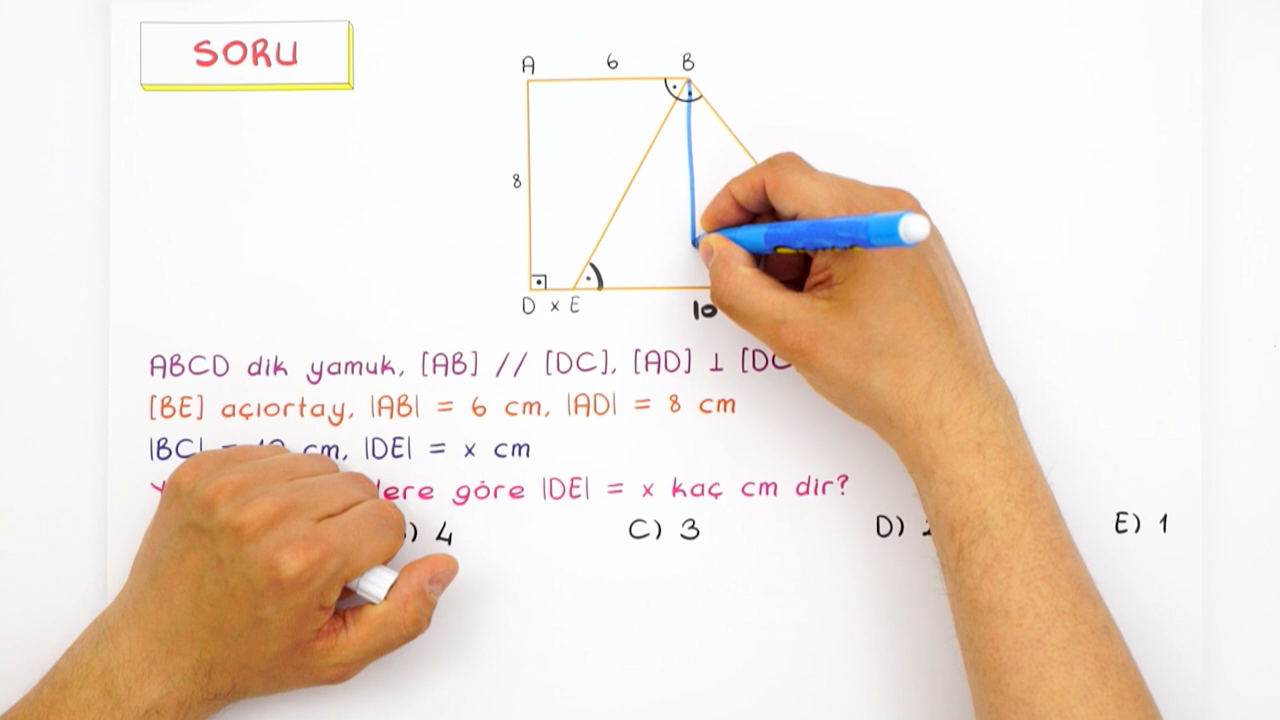 SORU
A 6 B
8
D x E
10
ABCD dik yamuk, [AB] // [DC], [AD] ⊥ [DC
[BE] açıortay, |AB| = 6 cm, |AD| = 8 cm
|BC| = 10 cm, |DE| = x cm
göre |DE| = x kaç cm dir?
) 4 C) 3 D) E) 1